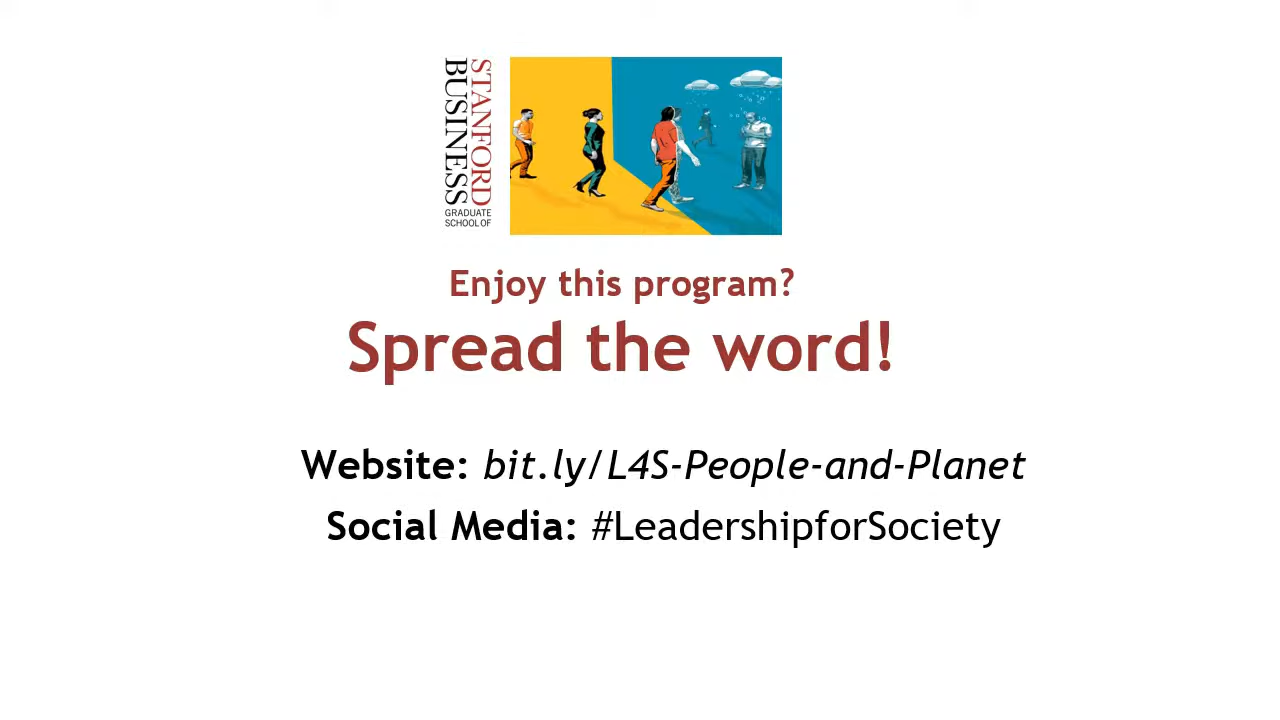 STANFORD
BUSINESS
GRADUATE
SCHOOL OF
Enjoy this program?
Spread the word!
Website: bit.ly/L4S-People-and-Planet
Social Media: #LeadershipforSociety